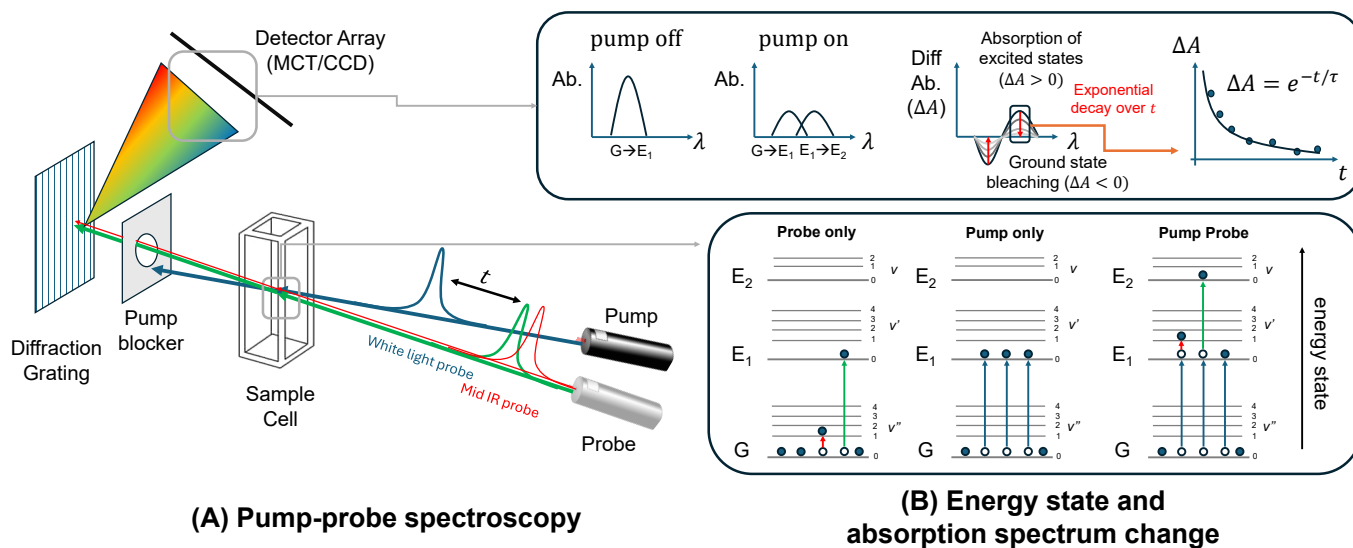 Detector Array
(MCT/CCD)
Diffraction
Grating
Pump
blocker
Sample
Cell
t
White light probe
Mid IR probe
Pump
Probe
(A) Pump-probe spectroscopy
pump off
Ab.
λ
G→E₁
pump on
Ab.
λ
G→E₁ E₁→E₂
Diff
Ab.
(ΔA)
Absorption of
excited states
(ΔA > 0)
Exponential
decay over t
λ
Ground state
bleaching (ΔA < 0)
ΔA
ΔA = e^{-t/τ}
t
Probe only
E₂
2
1
0
v
4
3
2
1
0
v'
E₁
4
3
2
1
0
v"
G
Pump only
E₂
2
1
0
v
4
3
2
1
0
v'
E₁
4
3
2
1
0
v"
G
Pump Probe
E₂
2
1
0
v
4
3
2
1
0
v'
E₁
4
3
2
1
0
v"
G
energy state
(B) Energy state and
absorption spectrum change